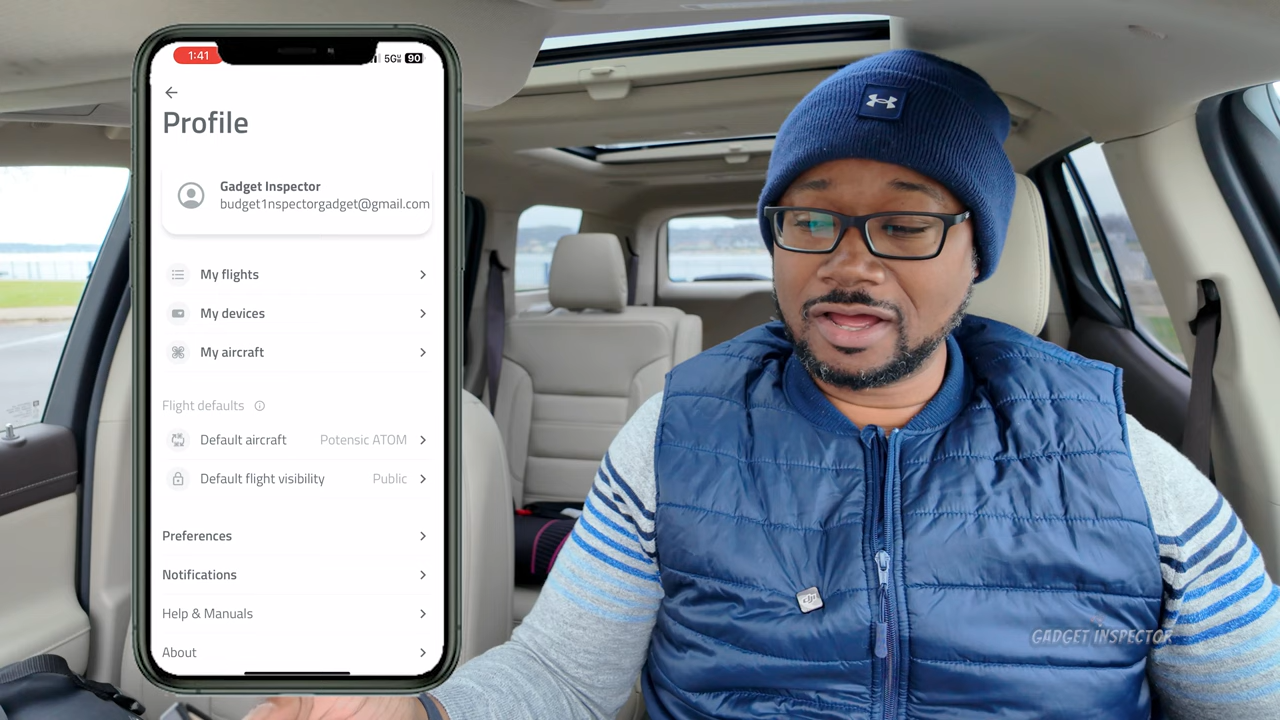 1:41
5G
90
Profile
Gadget Inspector
budget1nspectorgadget@gmail.com
My flights
My devices
My aircraft
Flight defaults
Default aircraft Potensic ATOM
Default flight visibility Public
Preferences
Notifications
Help & Manuals
About
dji
GADGET INSPECTOR